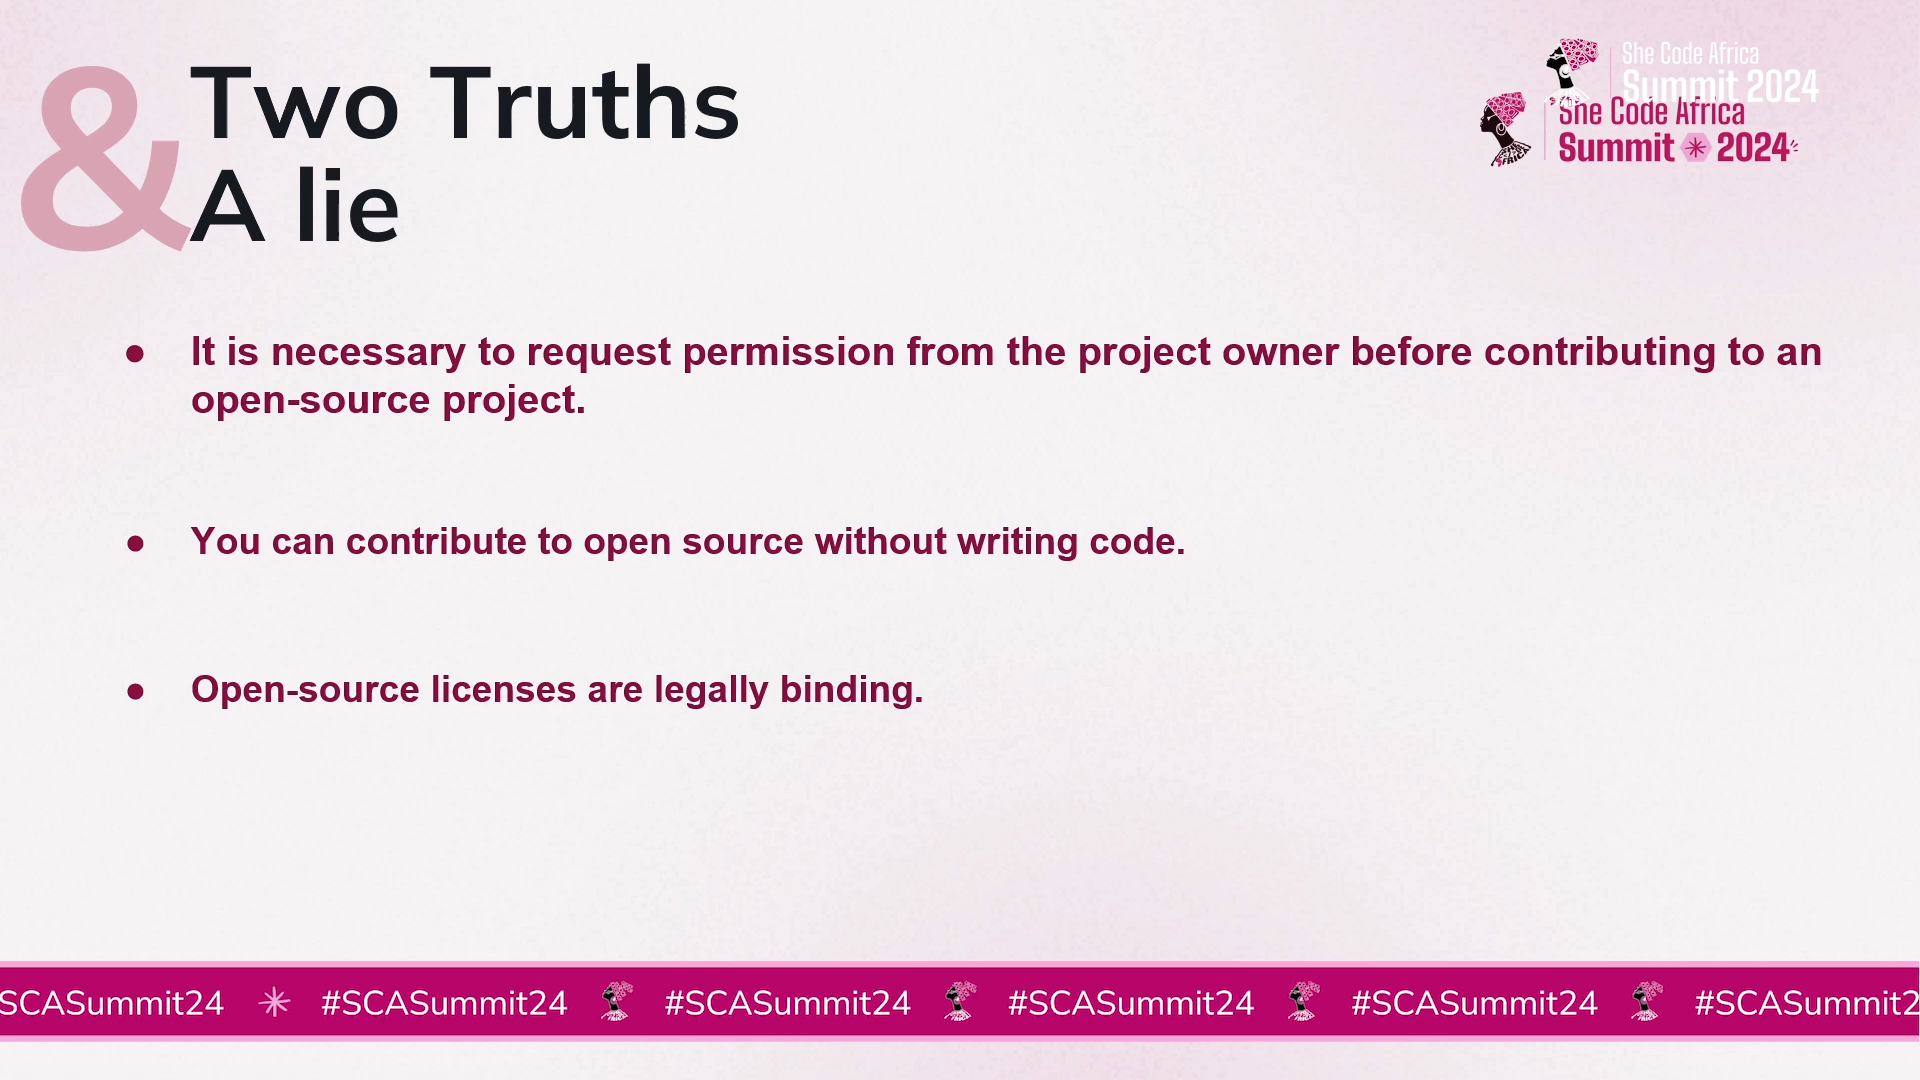 & Two Truths
A lie
She Code Africa
Summit 2024
She Code Africa
Summit 2024
● It is necessary to request permission from the project owner before contributing to an
open-source project.
● You can contribute to open source without writing code.
● Open-source licenses are legally binding.
SCASummit24 #SCASummit24 #SCASummit24 #SCASummit24 #SCASummit24 #SCASummit2